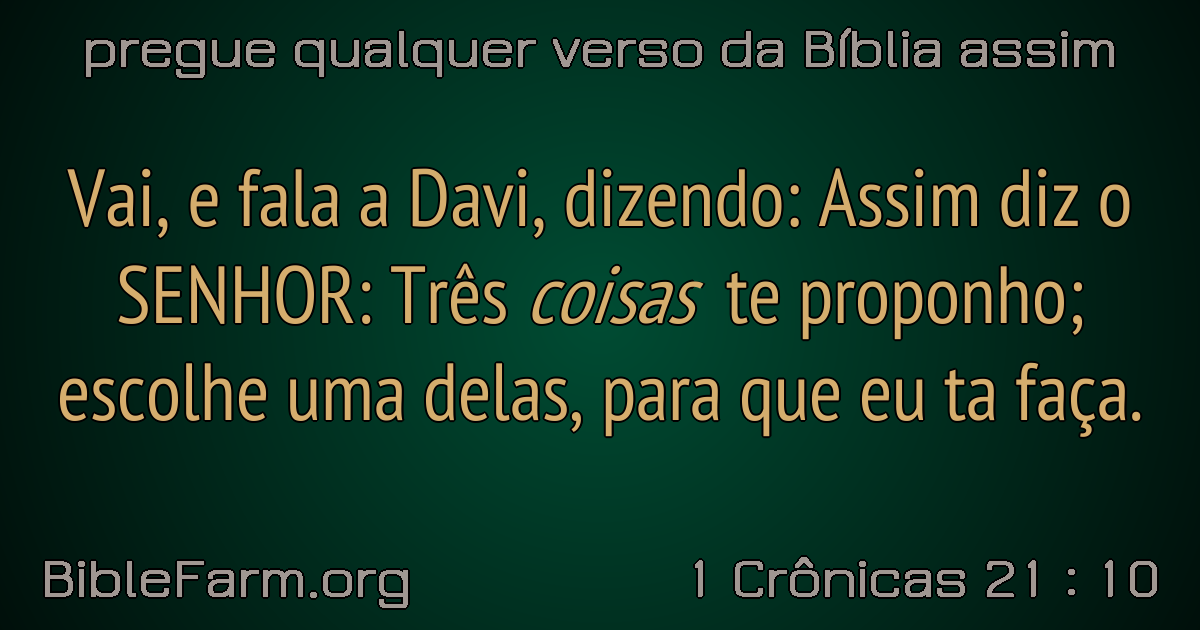 pregue qualquer verso da Bíblia assim
Vai, e fala a Davi, dizendo: Assim diz o
SENHOR: Três coisas te proponho;
escolhe uma delas, para que eu ta faça.
BibleFarm.org
1 Crônicas 21 : 10